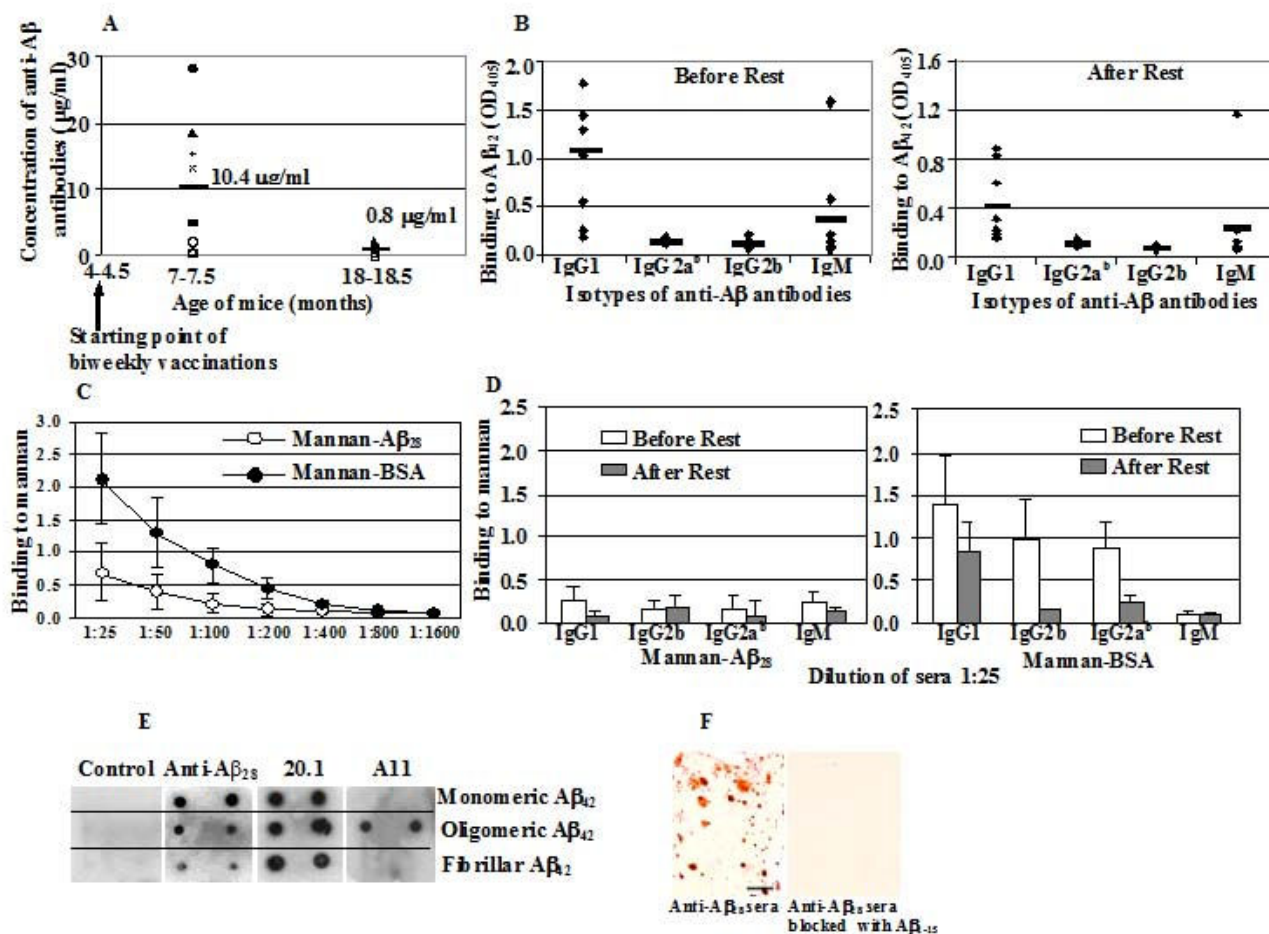 A
Concentration of anti-Aβ
antibodies (μg/ml)
30
20
10
0
10.4 μg/ml
0.8 μg/ml
4-4.5
7-7.5
18-18.5
Age of mice (months)
Starting point of
biweekly vaccinations
B
Binding to Aβ42 (OD405)
2.0
1.5
1.0
0.5
0.0
Before Rest
IgG1 IgG2aᵇ IgG2b IgM
Isotypes of anti-Aβ antibodies
Binding to Aβ42 (OD405)
1.6
1.2
0.8
0.4
0.0
After Rest
IgG1 IgG2aᵇ IgG2b IgM
Isotypes of anti-Aβ antibodies
C
Binding to mannan
3.0
2.5
2.0
1.5
1.0
0.5
0.0
Mannan-Aβ28
Mannan-BSA
1:25 1:50 1:100 1:200 1:400 1:800 1:1600
D
Binding to mannan
2.5
2.0
1.5
1.0
0.5
0.0
Before Rest
After Rest
IgG1 IgG2b IgG2aᵇ IgM
Mannan-Aβ28
2.5
2.0
1.5
1.0
0.5
0.0
Before Rest
After Rest
IgG1 IgG2b IgG2aᵇ IgM
Mannan-BSA
Dilution of sera 1:25
E
Control Anti-Aβ28 20.1 A11
Monomeric Aβ42
Oligomeric Aβ42
Fibrillar Aβ42
F
Anti-Aβ28 sera
Anti-Aβ28 sera
blocked with Aβ1-15